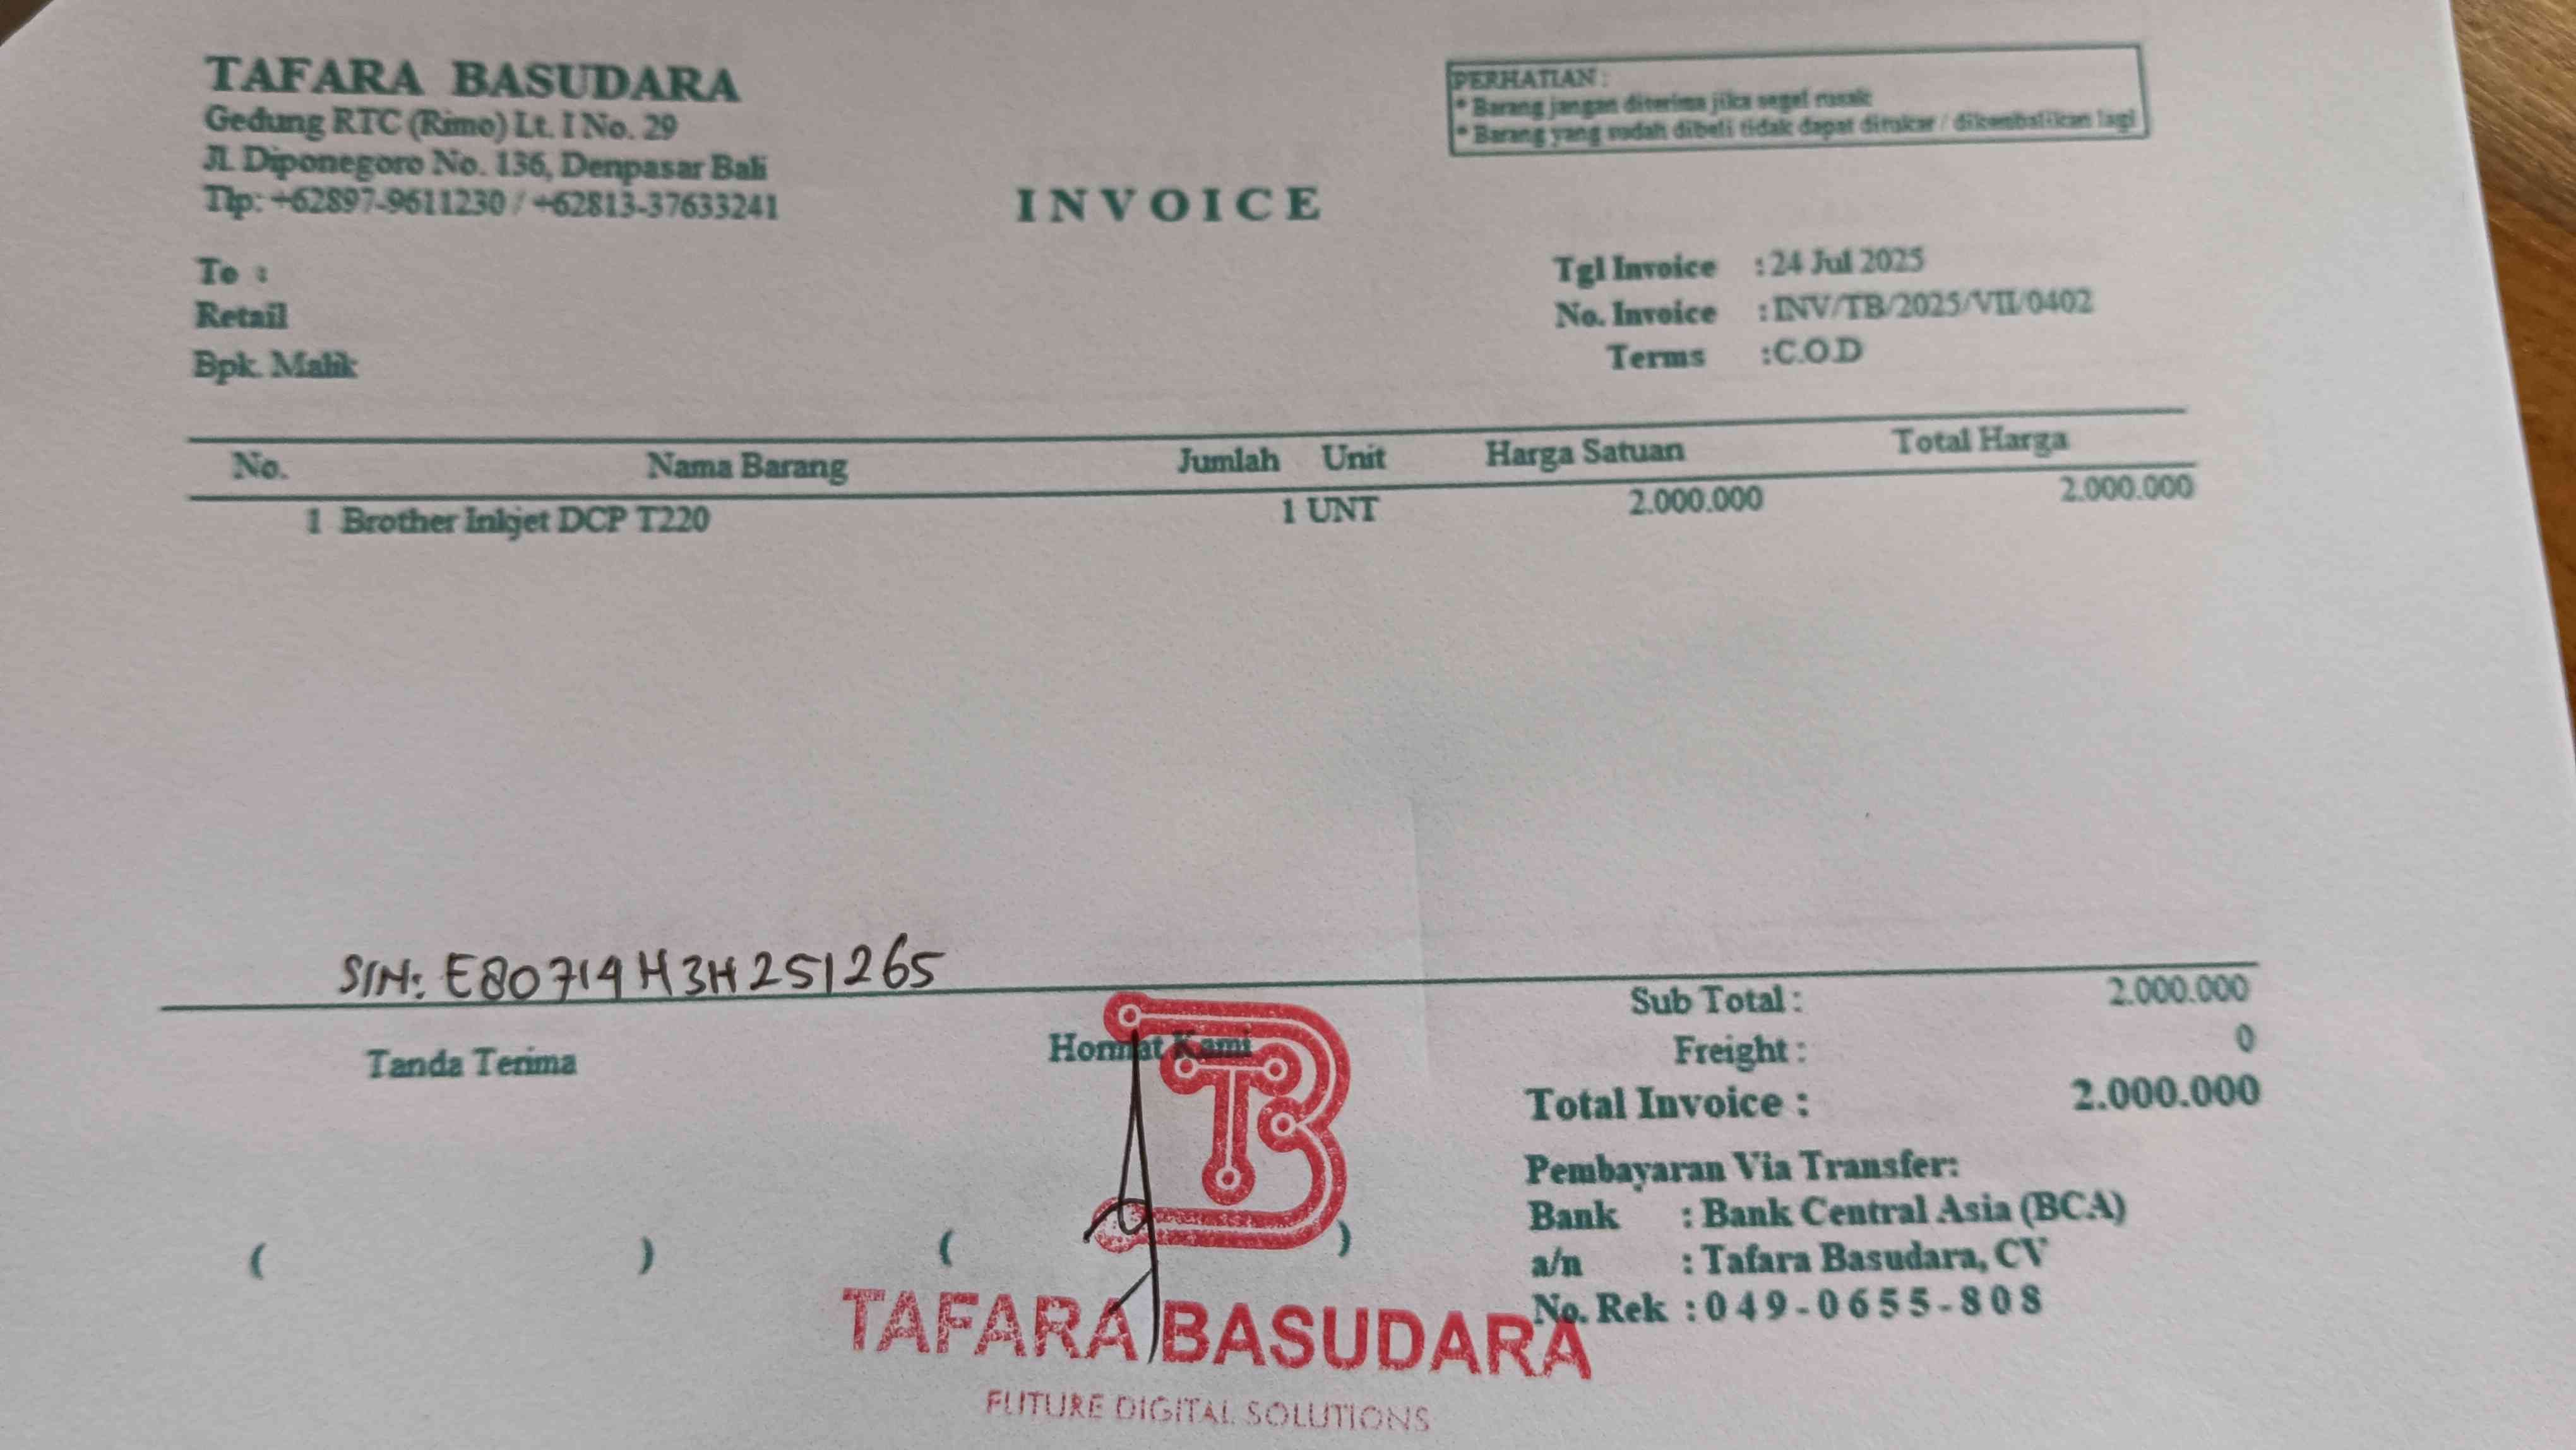 TAFARA BASUDARA
Gedung RTC (Rimo) Lt. I No. 29
Jl. Diponegoro No. 136, Denpasar Bali
Tlp: +62897-9611230 / +62813-37633241
PERHATIAN :
* Barang jangan diterima jika segel rusak
* Barang yang sudah dibeli tidak dapat ditukar / dikembalikan lagi
INVOICE
To :
Retail
Bpk. Malik
Tgl Invoice : 24 Jul 2025
No. Invoice : INV/TB/2025/VII/0402
Terms : C.O.D
No. Nama Barang Jumlah Unit Harga Satuan Total Harga
1 Brother Inkjet DCP T220 1 UNT 2.000.000 2.000.000
S/N: E80714H3H251265
Sub Total : 2.000.000
Freight : 0
Total Invoice : 2.000.000
Tanda Terima
Hormat Kami
( ) ( )
Pembayaran Via Transfer:
Bank : Bank Central Asia (BCA)
a/n : Tafara Basudara, CV
No. Rek : 049-0655-808
TB
TAFARA BASUDARA
FUTURE DIGITAL SOLUTIONS